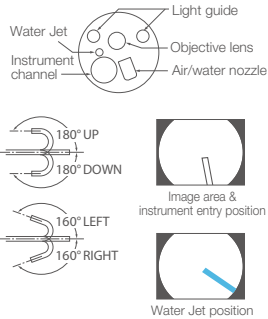 Light guide
Water Jet
Objective lens
Instrument
channel
Air/water nozzle
180° UP
180° DOWN
Image area &
instrument entry position
160° LEFT
160° RIGHT
Water Jet position